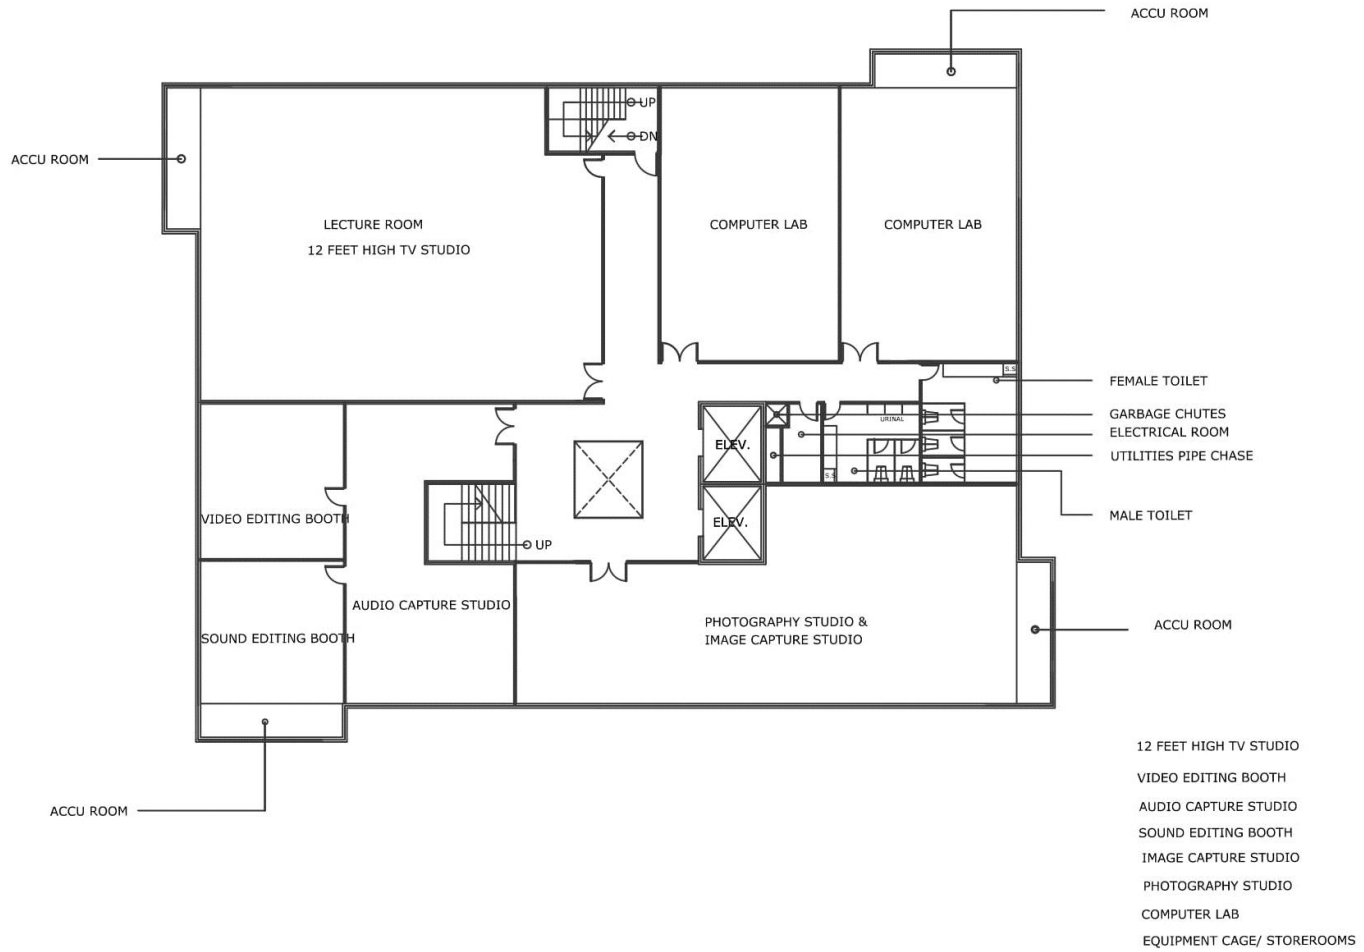 ACCU ROOM
UP
DN
ACCU ROOM
LECTURE ROOM
12 FEET HIGH TV STUDIO
COMPUTER LAB
COMPUTER LAB
S.S
FEMALE TOILET
GARBAGE CHUTES
URINAL
ELECTRICAL ROOM
ELEV.
UTILITIES PIPE CHASE
S.S
VIDEO EDITING BOOTH
ELEV.
MALE TOILET
UP
AUDIO CAPTURE STUDIO
PHOTOGRAPHY STUDIO &
IMAGE CAPTURE STUDIO
ACCU ROOM
SOUND EDITING BOOTH
ACCU ROOM
12 FEET HIGH TV STUDIO
VIDEO EDITING BOOTH
AUDIO CAPTURE STUDIO
SOUND EDITING BOOTH
IMAGE CAPTURE STUDIO
PHOTOGRAPHY STUDIO
COMPUTER LAB
EQUIPMENT CAGE/ STOREROOMS